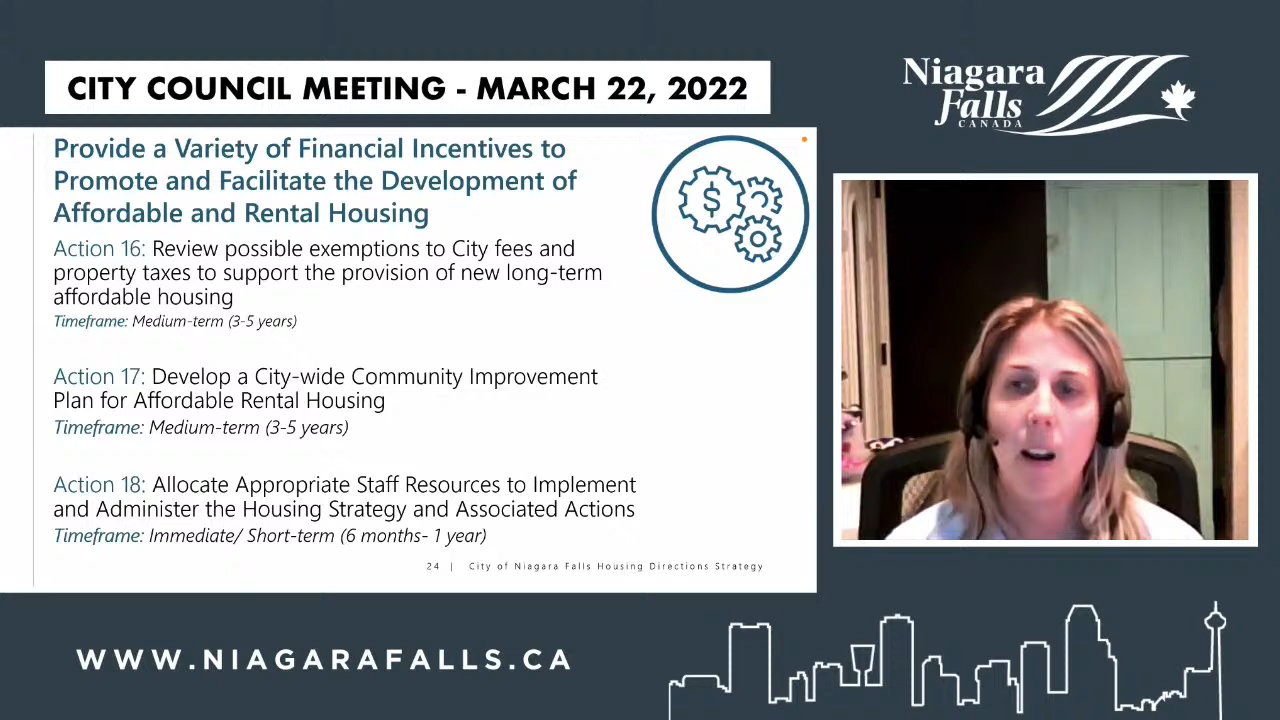 CITY COUNCIL MEETING - MARCH 22, 2022
Niagara
Falls
CANADA
Provide a Variety of Financial Incentives to
Promote and Facilitate the Development of
Affordable and Rental Housing
$
Action 16: Review possible exemptions to City fees and
property taxes to support the provision of new long-term
affordable housing
Timeframe: Medium-term (3-5 years)
Action 17: Develop a City-wide Community Improvement
Plan for Affordable Rental Housing
Timeframe: Medium-term (3-5 years)
Action 18: Allocate Appropriate Staff Resources to Implement
and Administer the Housing Strategy and Associated Actions
Timeframe: Immediate/ Short-term (6 months- 1 year)
24 | City of Niagara Falls Housing Directions Strategy
WWW.NIAGARAFALLS.CA